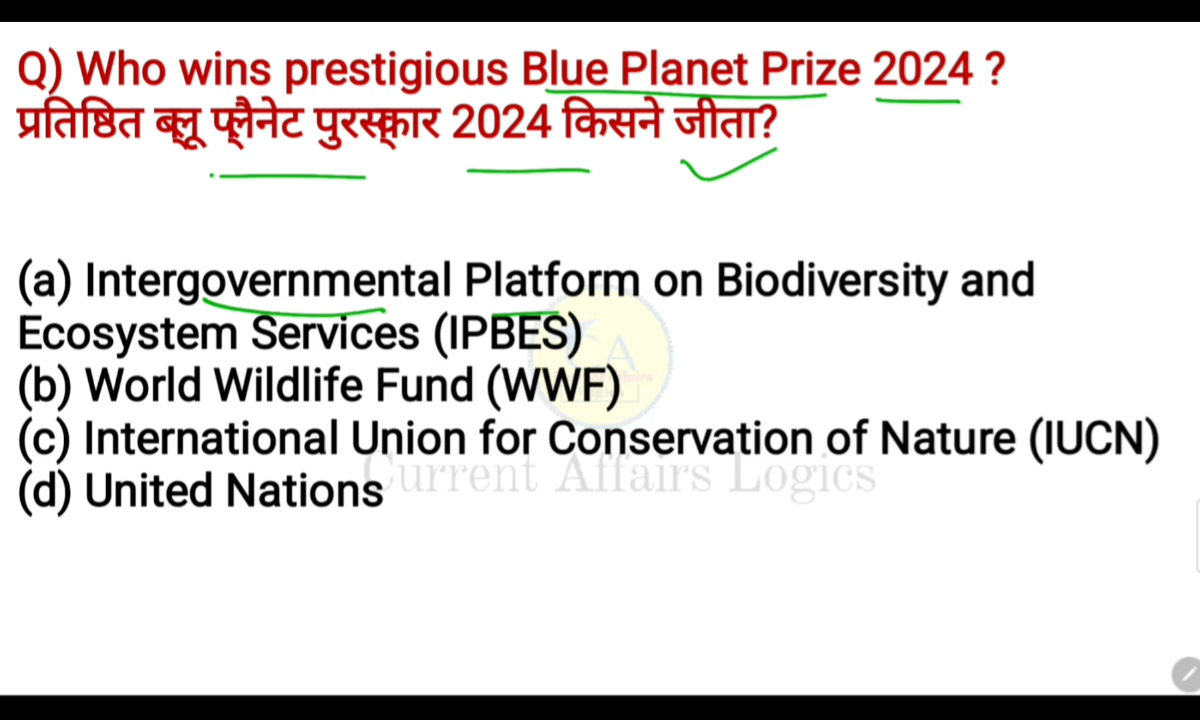 Q) Who wins prestigious Blue Planet Prize 2024 ?
प्रतिष्ठित ब्लू प्लैनेट पुरस्कार 2024 किसने जीता?
(a) Intergovernmental Platform on Biodiversity and
Ecosystem Services (IPBES)
(b) World Wildlife Fund (WWF)
(c) International Union for Conservation of Nature (IUCN)
(d) United Nations
Current Affairs Logics